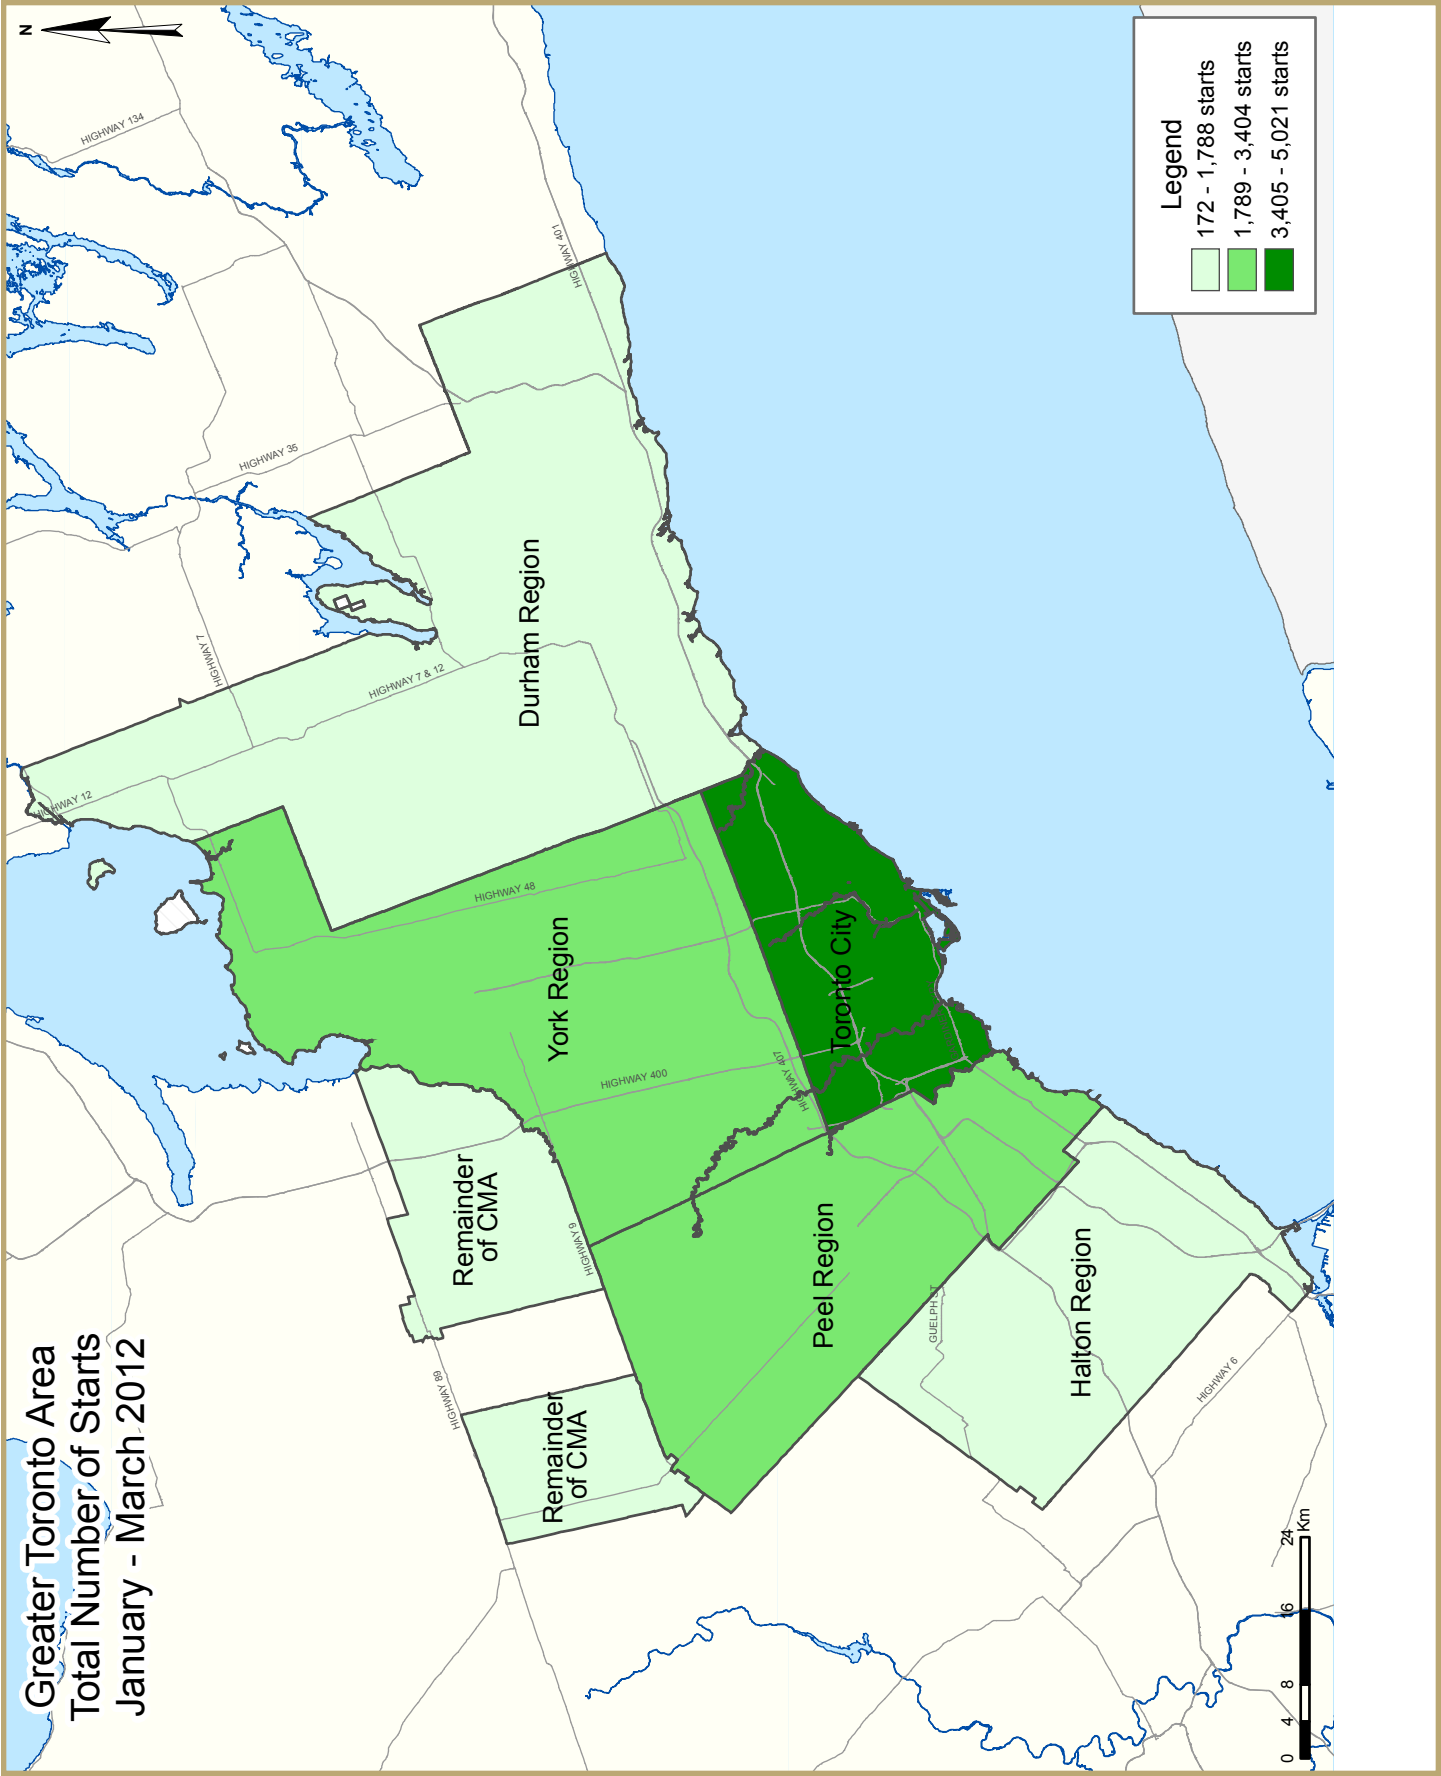 Greater Toronto Area
Total Number of Starts
January - March 2012
N
HIGHWAY 134
HIGHWAY 401
HIGHWAY 35
HIGHWAY 7
HIGHWAY 7 & 12
HIGHWAY 12
Durham Region
HIGHWAY 48
York Region
HIGHWAY 400
HIGHWAY 407
Toronto City
Remainder
of CMA
HIGHWAY 9
HIGHWAY 89
Remainder
of CMA
Peel Region
GUELPH ST
Halton Region
HIGHWAY 6
Legend
172 - 1,788 starts
1,789 - 3,404 starts
3,405 - 5,021 starts
0 4 8 16 24
Km